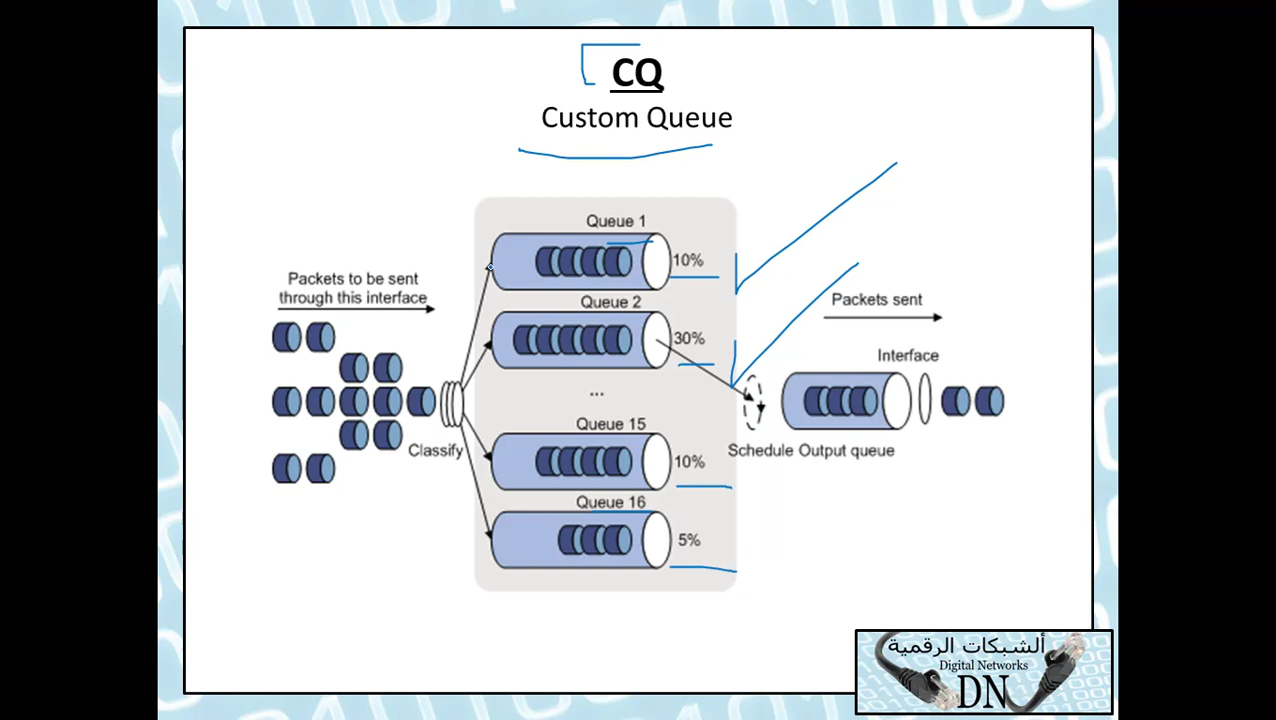 CQ
Custom Queue
Queue 1
10%
Packets to be sent
through this interface
Queue 2
30%
Packets sent
Interface
...
Queue 15
Classify
10%
Schedule Output queue
Queue 16
5%
ألشبكات الرقمية
Digital Networks
DN